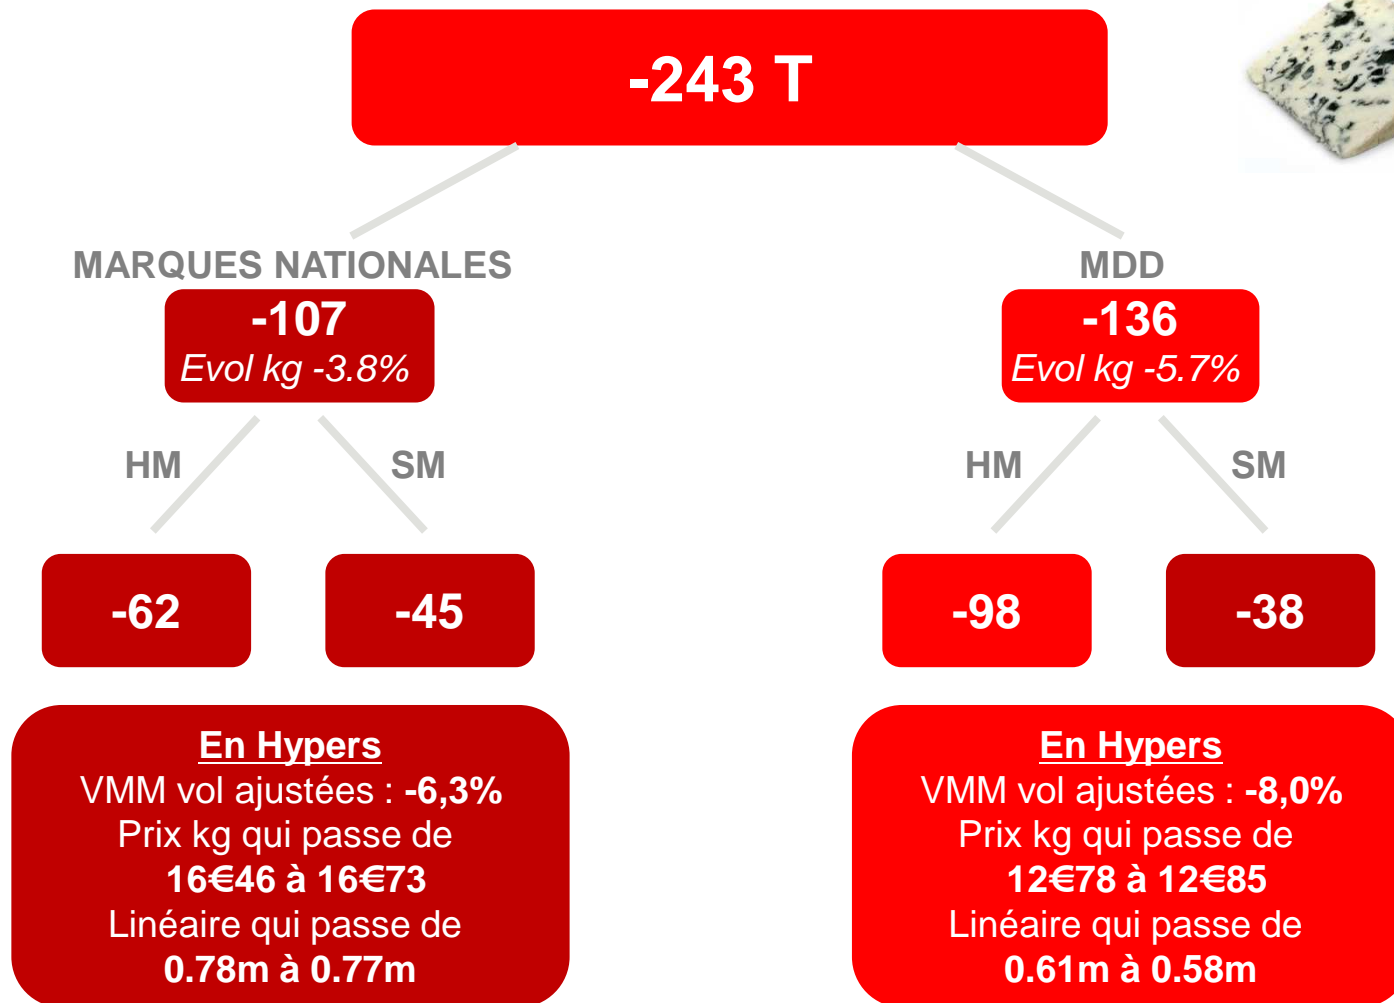 -243 T
MARQUES NATIONALES
-107
Evol kg -3.8%
HM
SM
-62
-45
En Hypers
VMM vol ajustées : -6,3%
Prix kg qui passe de
16€46 à 16€73
Linéaire qui passe de
0.78m à 0.77m
MDD
-136
Evol kg -5.7%
HM
SM
-98
-38
En Hypers
VMM vol ajustées : -8,0%
Prix kg qui passe de
12€78 à 12€85
Linéaire qui passe de
0.61m à 0.58m